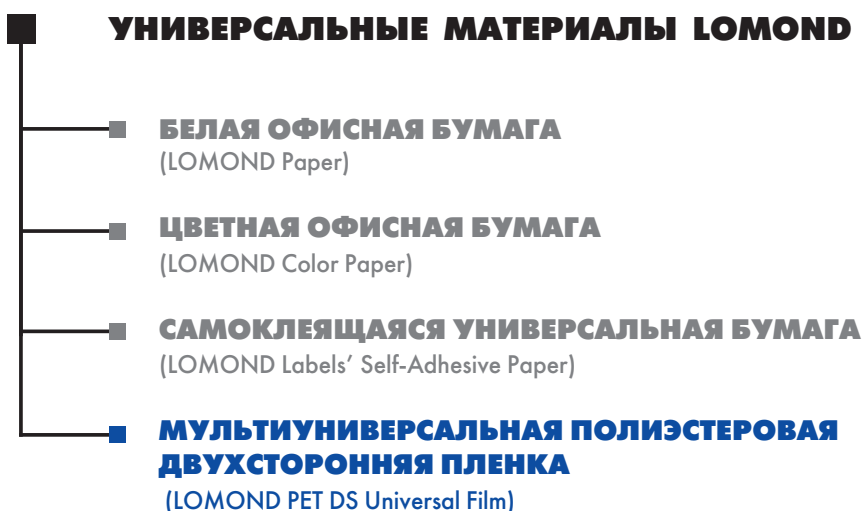 УНИВЕРСАЛЬНЫЕ МАТЕРИАЛЫ LOMOND
БЕЛАЯ ОФИСНАЯ БУМАГА
(LOMOND Paper)
ЦВЕТНАЯ ОФИСНАЯ БУМАГА
(LOMOND Color Paper)
САМОКЛЕЯЩАЯСЯ УНИВЕРСАЛЬНАЯ БУМАГА
(LOMOND Labels’ Self-Adhesive Paper)
МУЛЬТИУНИВЕРСАЛЬНАЯ ПОЛИЭСТЕРОВАЯ
ДВУХСТОРОННЯЯ ПЛЕНКА
(LOMOND PET DS Universal Film)